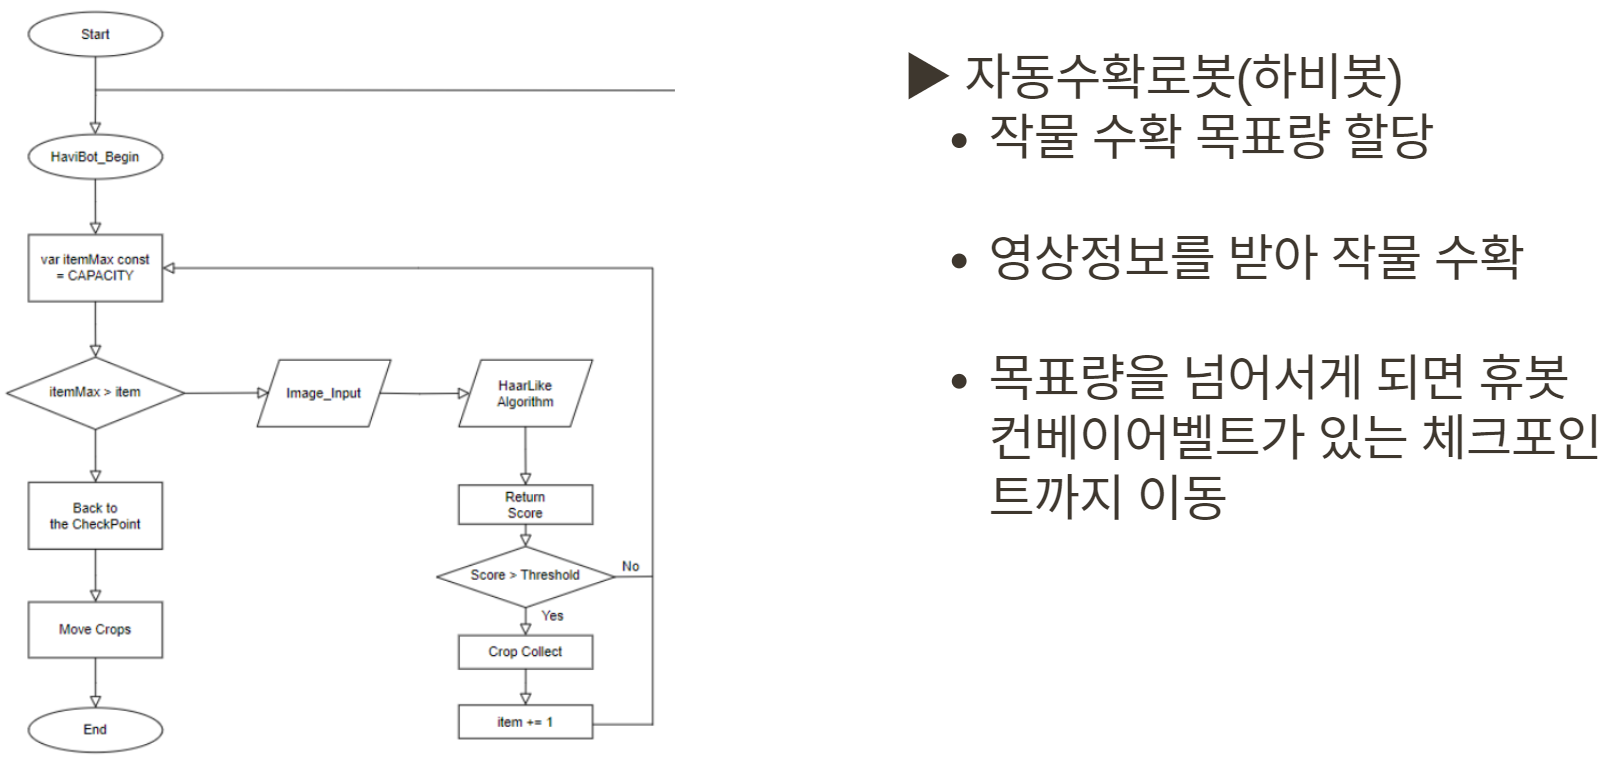 Start
HaviBot_Begin
var itemMax const
= CAPACITY
itemMax > item
Image_Input
HaarLike
Algorithm
Return
Score
Score > Threshold
No
Yes
Crop Collect
item += 1
Back to
the CheckPoint
Move Crops
End
▶ 자동수확로봇(하비봇)
• 작물 수확 목표량 할당
• 영상정보를 받아 작물 수확
• 목표량을 넘어서게 되면 휴봇
컨베이어벨트가 있는 체크포인
트까지 이동